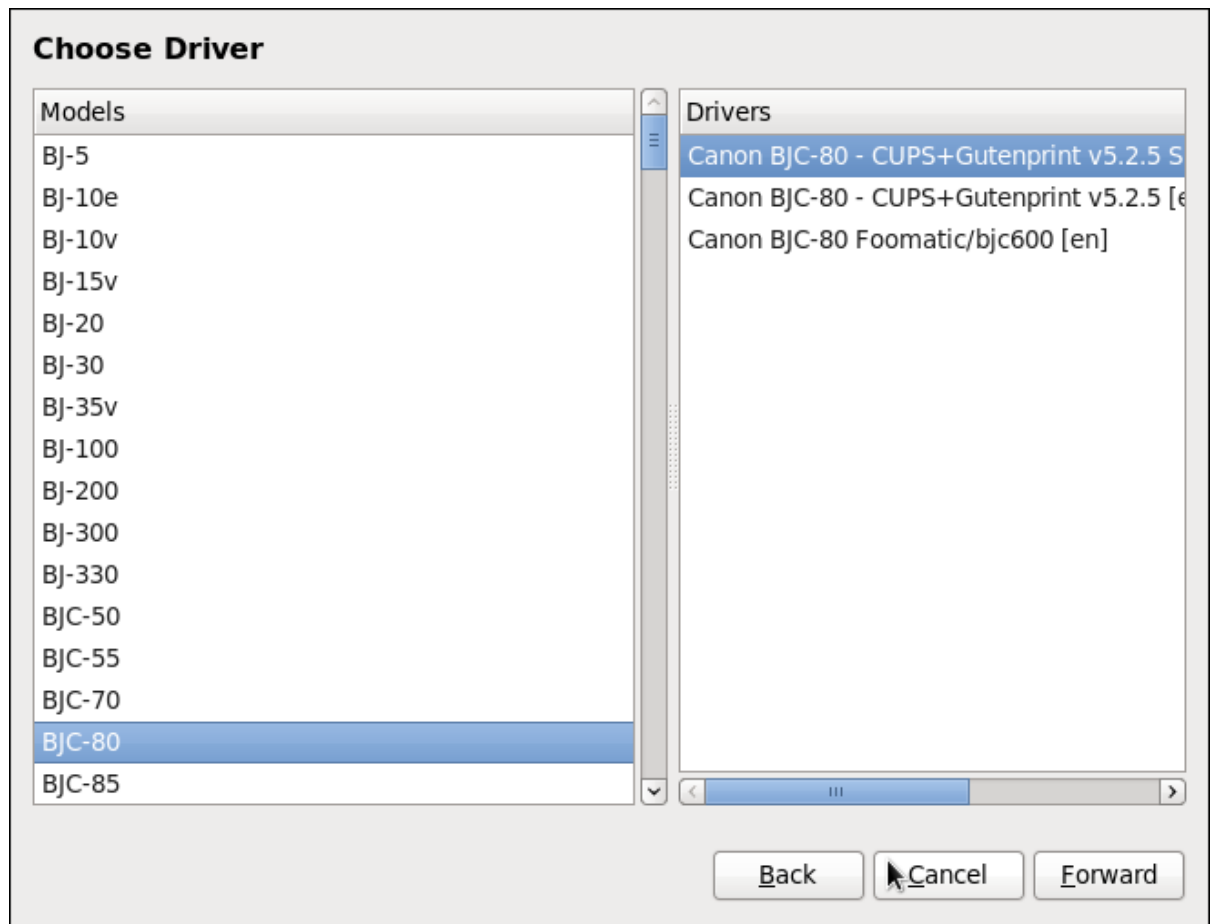 Choose Driver
Models
BJ-5
BJ-10e
BJ-10v
BJ-15v
BJ-20
BJ-30
BJ-35v
BJ-100
BJ-200
BJ-300
BJ-330
BJC-50
BJC-55
BJC-70
BJC-80
BJC-85
Drivers
Canon BJC-80 - CUPS+Gutenprint v5.2.5 S
Canon BJC-80 - CUPS+Gutenprint v5.2.5 [e
Canon BJC-80 Foomatic/bjc600 [en]
Back
Cancel
Forward